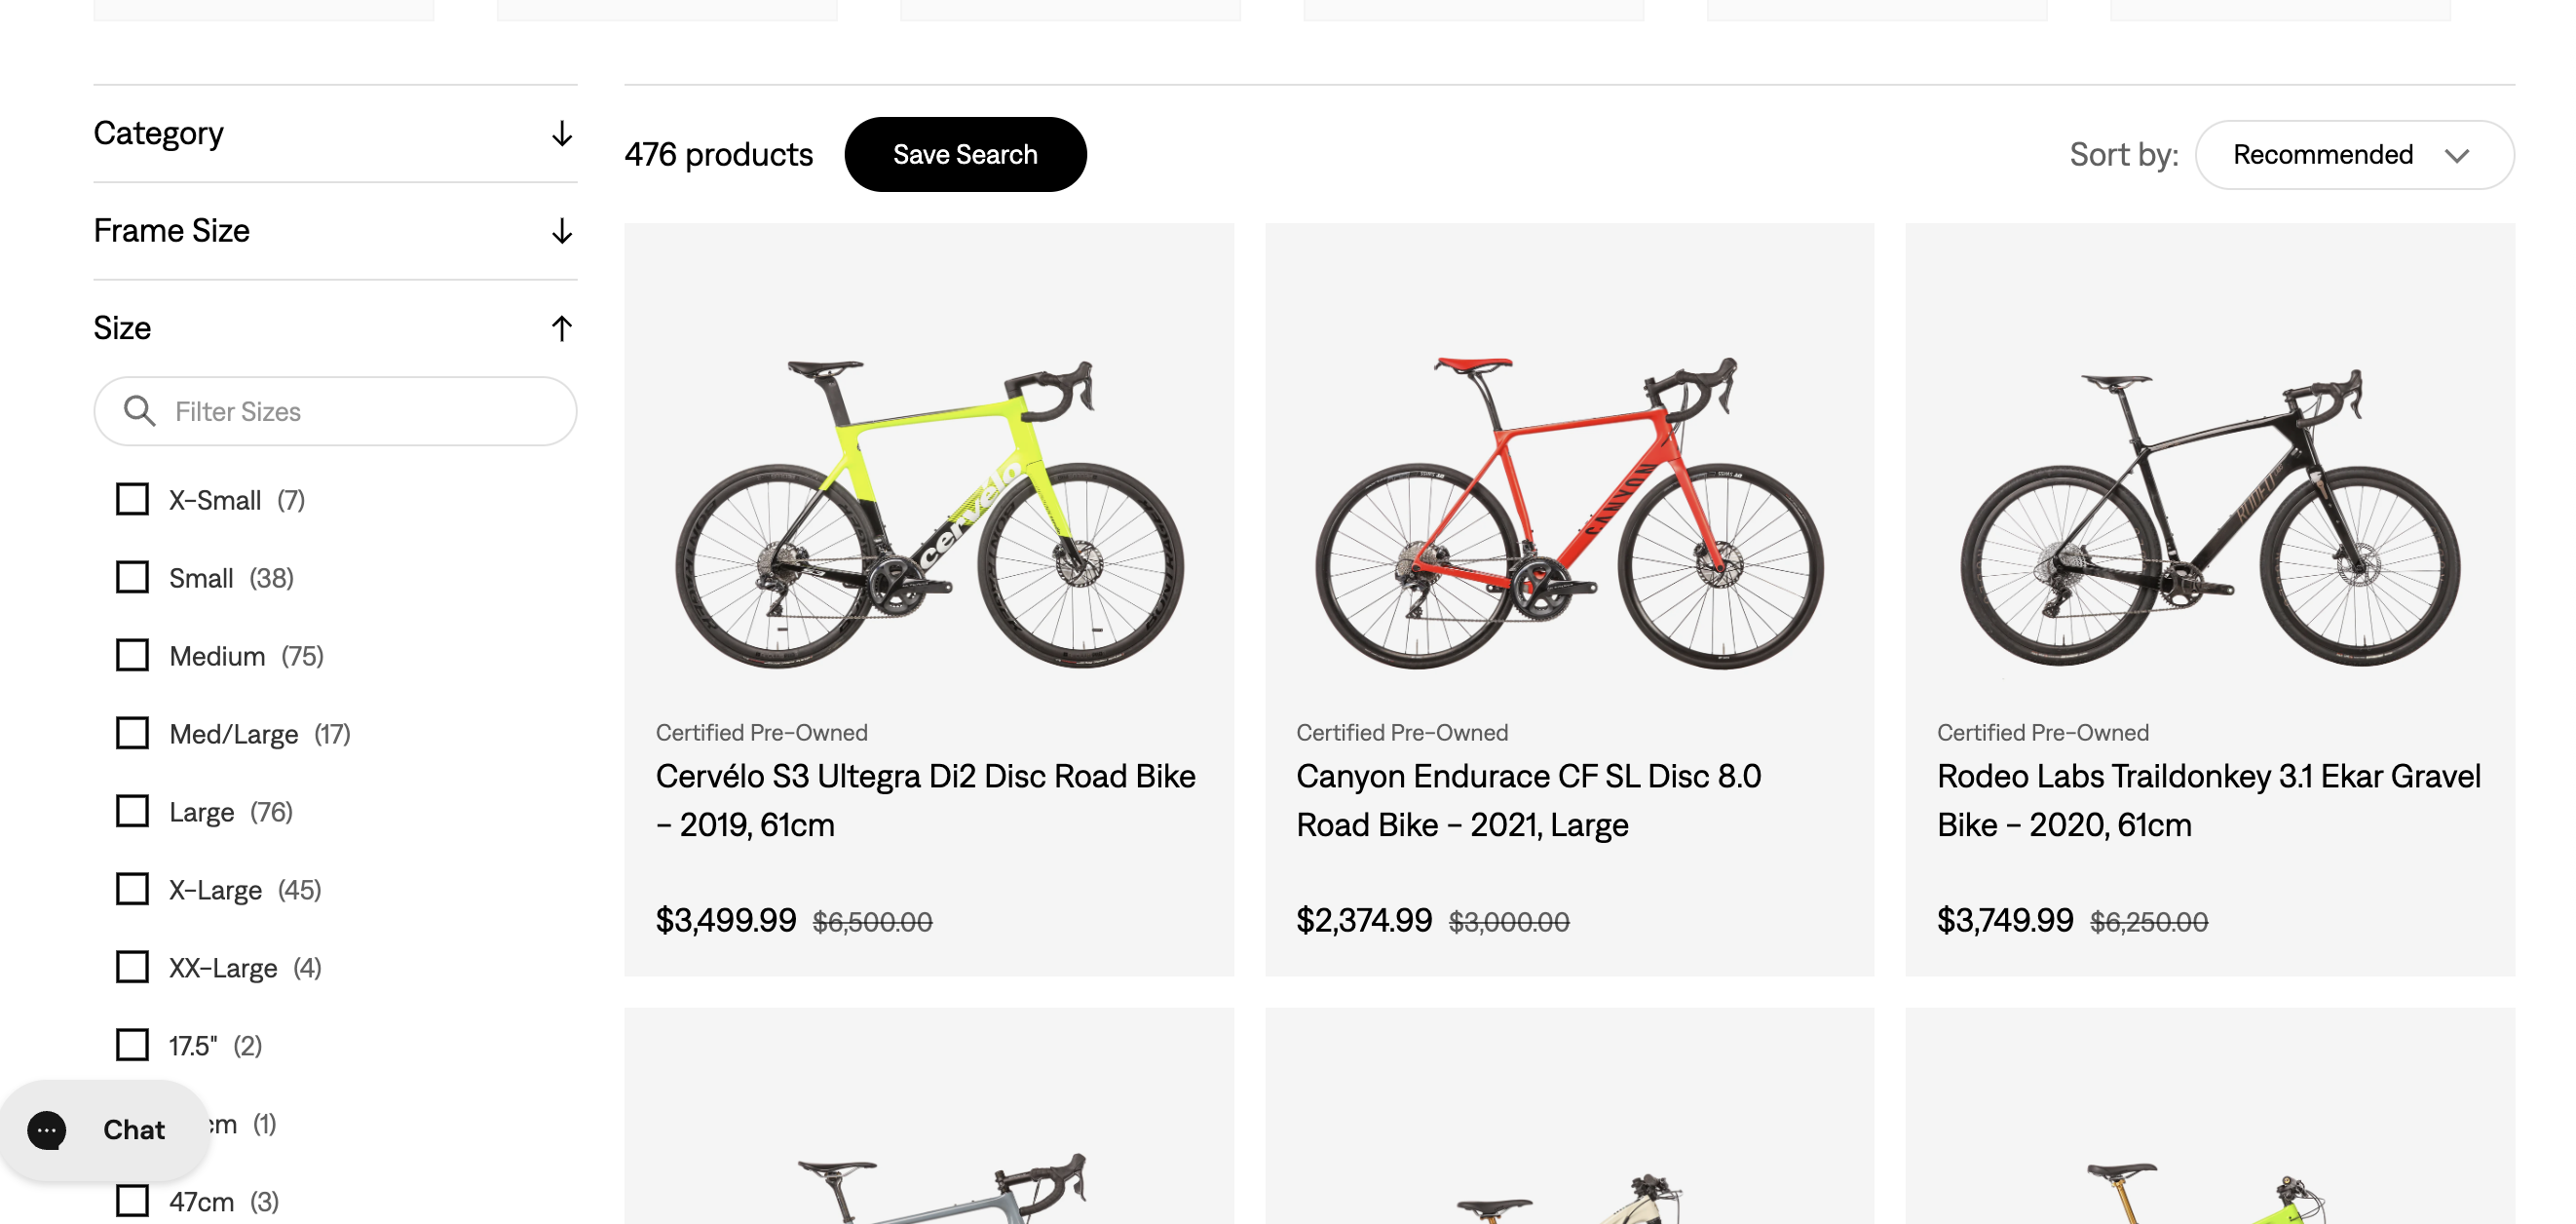 Category
Frame Size
Size
Filter Sizes
X-Small (7)
Small (38)
Medium (75)
Med/Large (17)
Large (76)
X-Large (45)
XX-Large (4)
17.5" (2)
cm (1)
47cm (3)
Chat
476 products
Save Search
Sort by:
Recommended
cervélo
Certified Pre-Owned
Cervélo S3 Ultegra Di2 Disc Road Bike
– 2019, 61cm
$3,499.99 $6,500.00
CANYON
Certified Pre-Owned
Canyon Endurace CF SL Disc 8.0
Road Bike – 2021, Large
$2,374.99 $3,000.00
RODEO
Certified Pre-Owned
Rodeo Labs Traildonkey 3.1 Ekar Gravel
Bike – 2020, 61cm
$3,749.99 $6,250.00